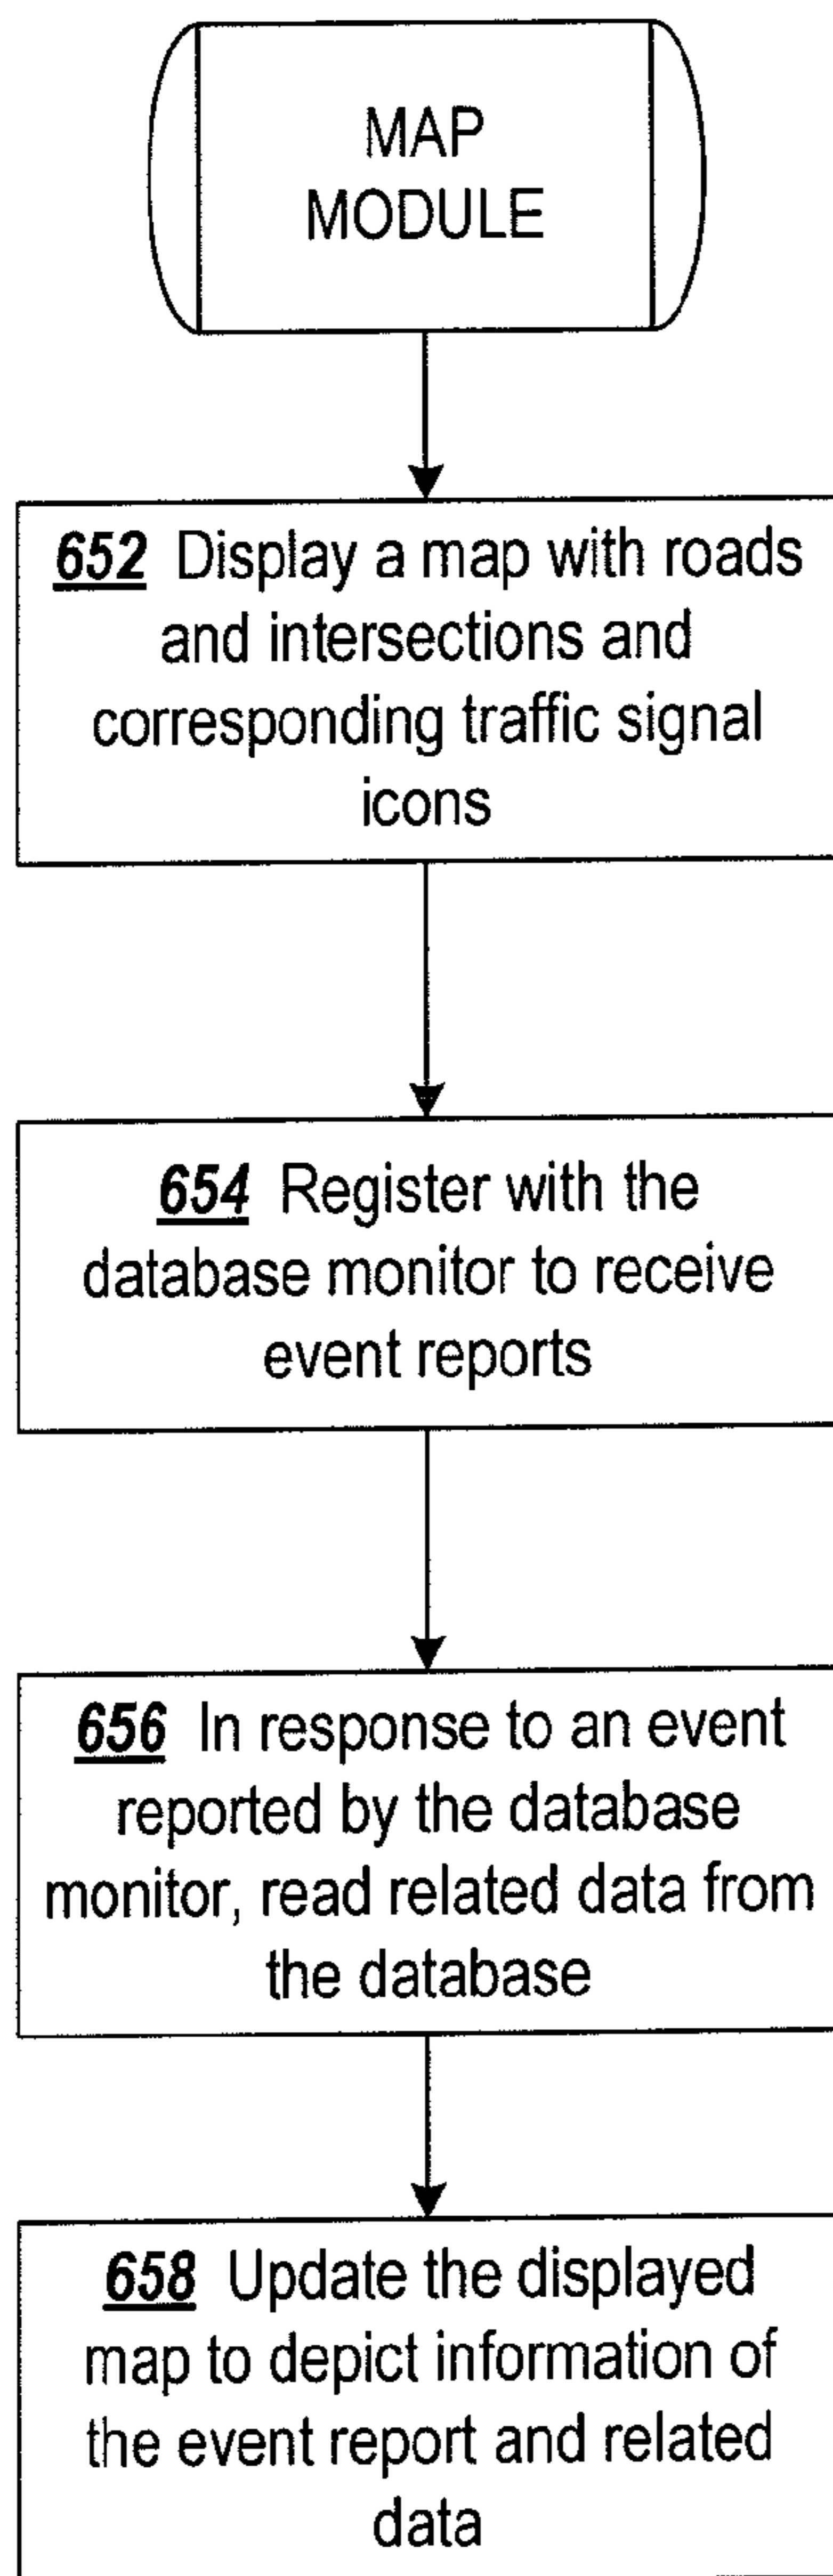 MAP
MODULE
652 Display a map with roads
and intersections and
corresponding traffic signal
icons
654 Register with the
database monitor to receive
event reports
656 In response to an event
reported by the database
monitor, read related data from
the database
658 Update the displayed
map to depict information of
the event report and related
data